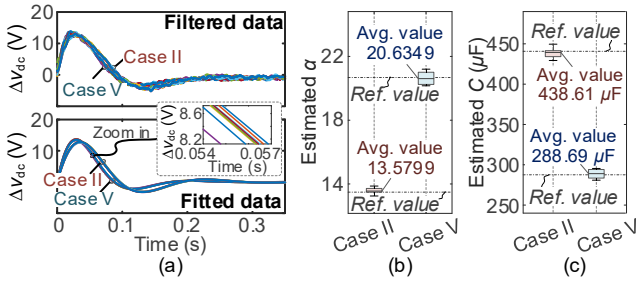 (a)
Filtered data
Δv_dc (V)
20
10
0
Case II
Case V
Fitted data
Δv_dc (V)
20
10
0
Zoom in
Case II
Case V
Δv_dc (V)
8.6
8.2
0.054
0.057
Time (s)
0
0.1
0.2
0.3
Time (s)
(a)
Estimated α
22
18
14
Avg. value
20.6349
Ref. value
Avg. value
13.5799
Ref. value
Case II
Case V
(b)
Estimated C (µF)
450
400
350
300
250
Ref. value
Avg. value
438.61 µF
Avg. value
288.69 µF
Ref. value
Case II
Case V
(c)